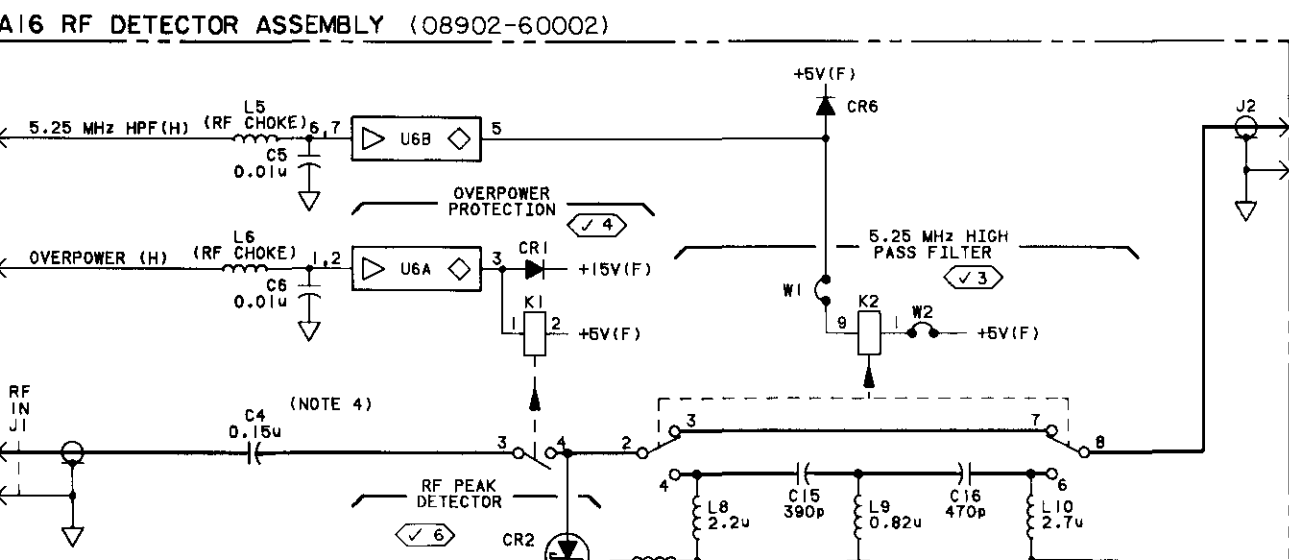 A16 RF DETECTOR ASSEMBLY (08902-60002)
+5V(F)
CR6
J2
L5
5.25 MHz HPF(H) (RF CHOKE) 6,7
U6B
5
C5
0.01u
OVERPOWER
PROTECTION
✓ 4
L6
OVERPOWER (H) (RF CHOKE) 1,2
U6A
3
CR1
+15V(F)
C6
0.01u
K1
1
2
+5V(F)
5.25 MHz HIGH
PASS FILTER
✓ 3
W1
K2
9
1
W2
+5V(F)
RF
IN
J1
C4
0.15u
(NOTE 4)
3
4
2
3
7
8
4
6
RF PEAK
DETECTOR
✓ 6
CR2
L8
2.2u
C15
390p
L9
0.82u
C16
470p
L10
2.7u